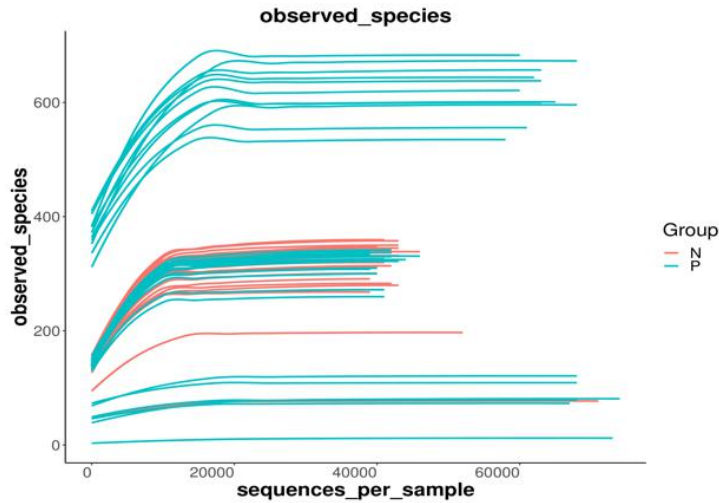 observed_species
600
400
200
0
observed_species
0
20000
40000
60000
sequences_per_sample
Group
N
P